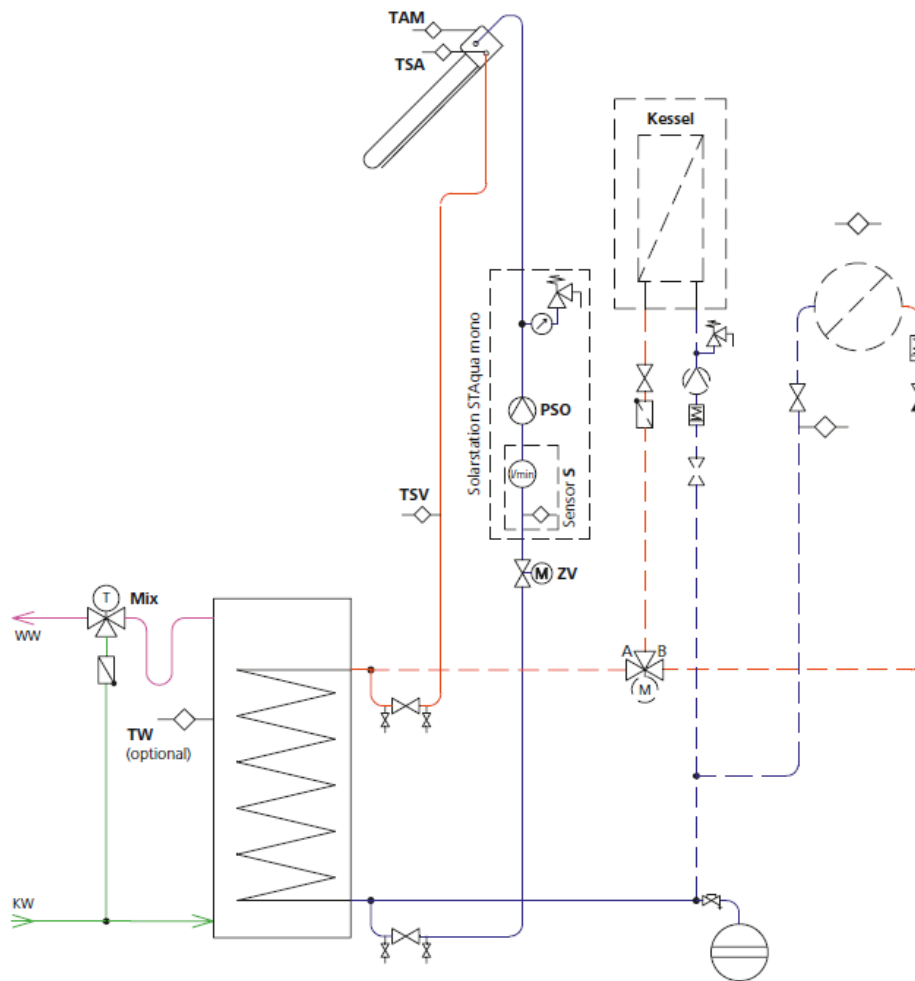 TAM
TSA
Kessel
Solarstation STAqua mono
PSO
l/min
Sensor S
TSV
M ZV
T Mix
WW
A B
M
TW
(optional)
KW